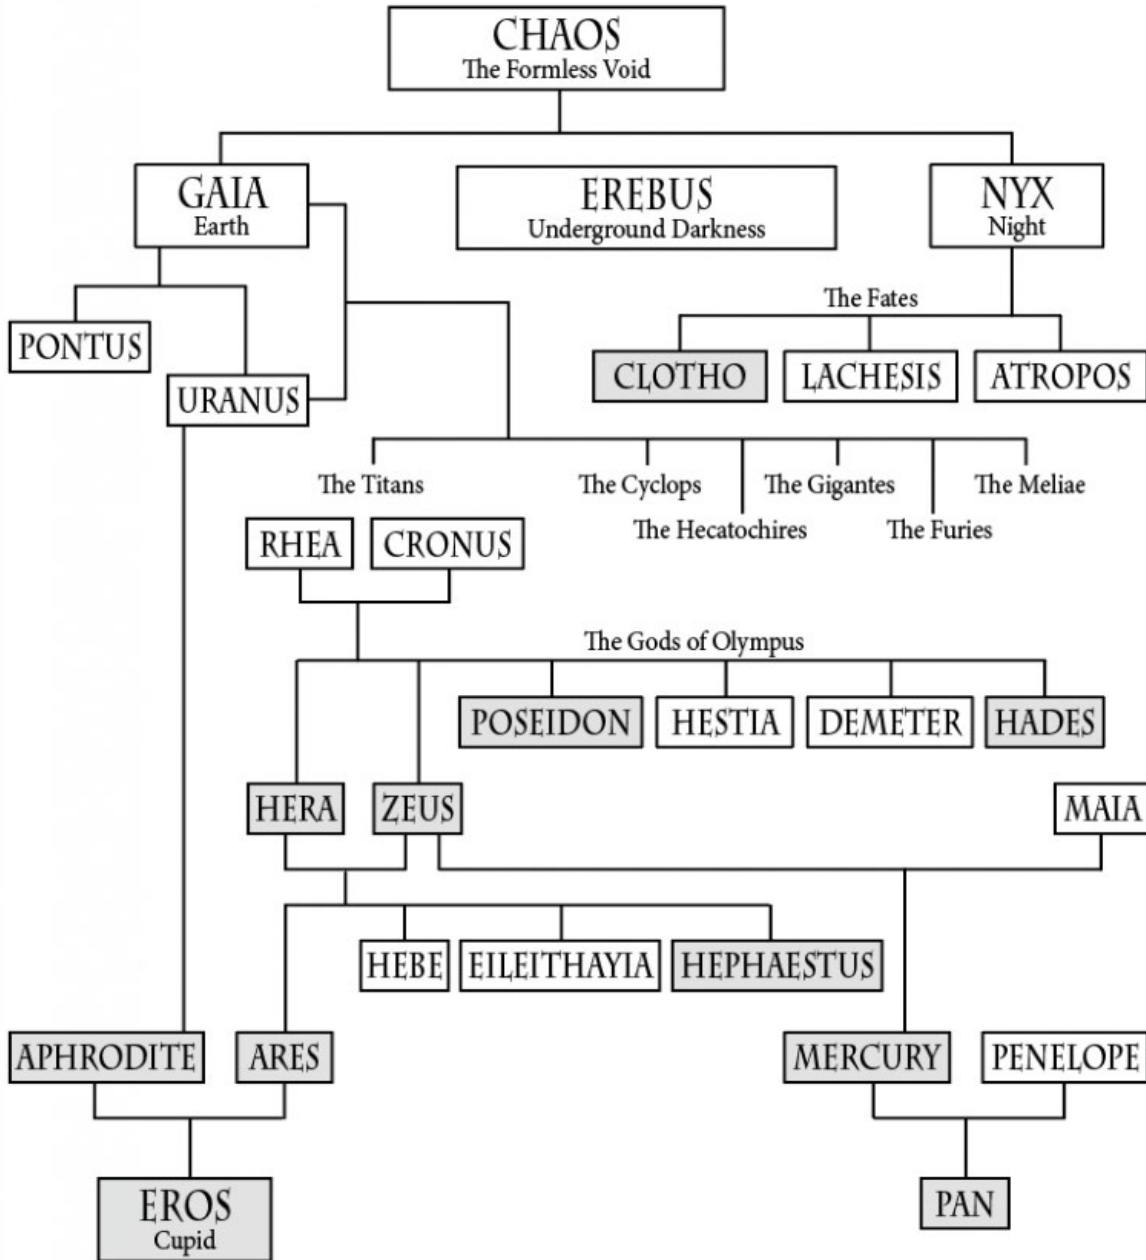 CHAOS
The Formless Void
GAIA
Earth
EREBUS
Underground Darkness
NYX
Night
The Fates
PONTUS
URANUS
CLOTHO
LACHESIS
ATROPOS
The Titans
The Cyclops
The Gigantes
The Meliae
The Hecatochires
The Furies
RHEA
CRONUS
The Gods of Olympus
POSEIDON
HESTIA
DEMETER
HADES
HERA
ZEUS
MAIA
HEBE
EILEITHAYIA
HEPHAESTUS
APHRODITE
ARES
MERCURY
PENELOPE
EROS
Cupid
PAN